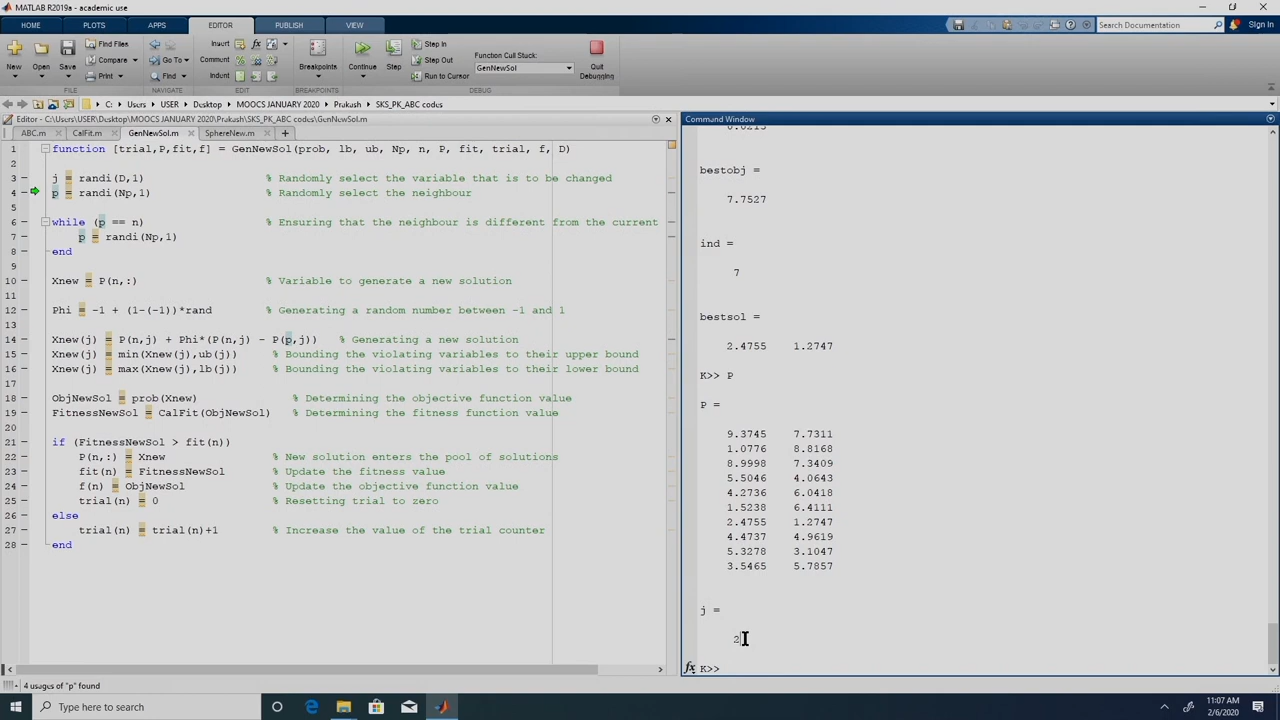 MATLAB R2019a - academic use
HOME PLOTS APPS EDITOR PUBLISH VIEW
Search Documentation Sign In
New Open Save Find Files Compare Print
Go To Find
Insert Comment Indent
Breakpoints Continue Step Step In Step Out Run to Cursor
Function Call Stack:
GenNewSol
Quit Debugging
FILE NAVIGATE EDIT DEBUG
C: Users USER Desktop MOOCS JANUARY 2020 Prakash SKS_PK_ABC codes
Editor - C:\Users\USER\Desktop\MOOCS JANUARY 2020\Prakash\SKS_PK_ABC codes\GenNewSol.m
ABC.m CalFit.m GenNewSol.m SphereNew.m
1 function [trial,P,fit,f] = GenNewSol(prob, lb, ub, Np, n, P, fit, trial, f, D)
2
3 j = randi(D,1) % Randomly select the variable that is to be changed
4 p = randi(Np,1) % Randomly select the neighbour
5
6 while (p == n) % Ensuring that the neighbour is different from the current
7 p = randi(Np,1)
8 end
9
10 Xnew = P(n,:) % Variable to generate a new solution
11
12 Phi = -1 + (1-(-1))*rand % Generating a random number between -1 and 1
13
14 Xnew(j) = P(n,j) + Phi*(P(n,j) - P(p,j)) % Generating a new solution
15 Xnew(j) = min(Xnew(j),ub(j)) % Bounding the violating variables to their upper bound
16 Xnew(j) = max(Xnew(j),lb(j)) % Bounding the violating variables to their lower bound
17
18 ObjNewSol = prob(Xnew) % Determining the objective function value
19 FitnessNewSol = CalFit(ObjNewSol) % Determining the fitness function value
20
21 if (FitnessNewSol > fit(n))
22 P(n,:) = Xnew % New solution enters the pool of solutions
23 fit(n) = FitnessNewSol % Update the fitness value
24 f(n) = ObjNewSol % Update the objective function value
25 trial(n) = 0 % Resetting trial to zero
26 else
27 trial(n) = trial(n)+1 % Increase the value of the trial counter
28 end
Command Window
bestobj =
7.7527
ind =
7
bestsol =
2.4755 1.2747
K>> P
P =
9.3745 7.7311
1.0776 8.8168
8.9998 7.3409
5.5046 4.0643
4.2736 6.0418
1.5238 6.4111
2.4755 1.2747
4.4737 4.9619
5.3278 3.1047
3.5465 5.7857
j =
2
fx K>>
4 usages of "p" found
Type here to search
11:07 AM
2/6/2020